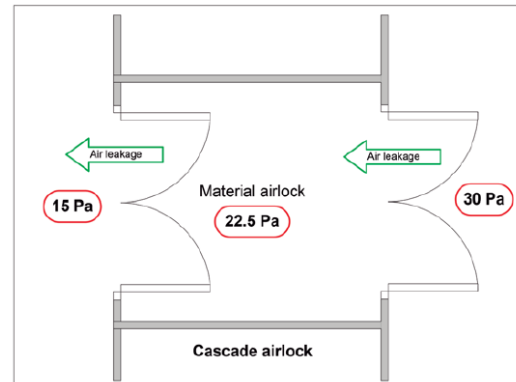 Air leakage
Air leakage
Material airlock
15 Pa
22.5 Pa
30 Pa
Cascade airlock